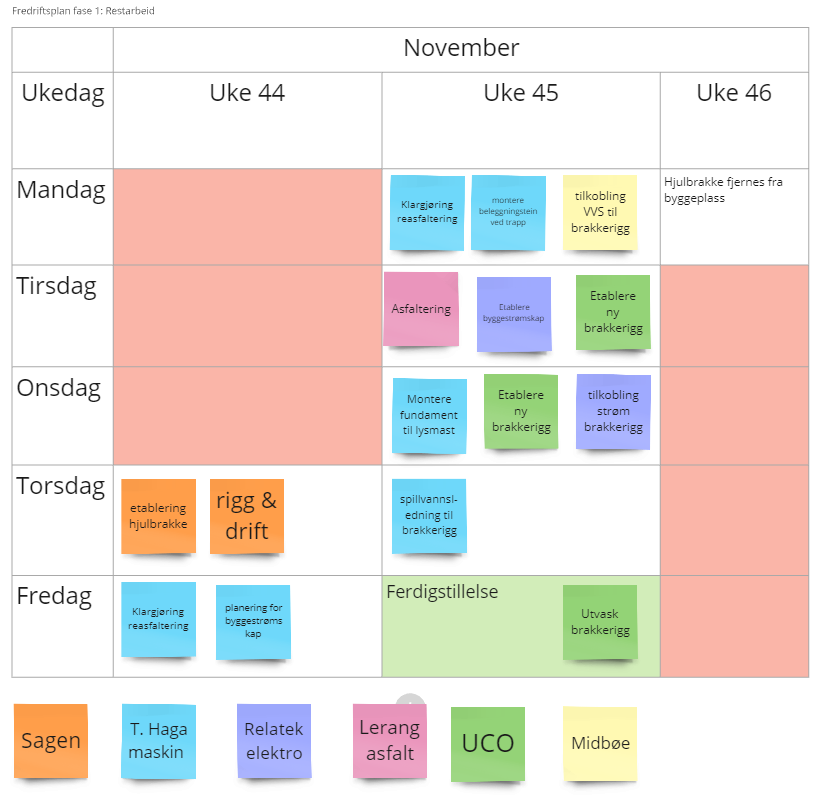 Fredriftsplan fase 1: Restarbeid
November
Ukedag
Uke 44
Uke 45
Uke 46
Mandag
Klargjøring
reasfaltering
montere
beleggningstein
ved trapp
tilkobling
VVS til
brakkerigg
Hjulbrakke fjernes fra
byggeplass
Tirsdag
Asfaltering
Etablere
byggestrømskap
Etablere
ny
brakkerigg
Onsdag
Montere
fundament
til lysmast
Etablere
ny
brakkerigg
tilkobling
strøm
brakkerigg
Torsdag
etablering
hjulbrakke
rigg &
drift
spillvannsl-
edning til
brakkerigg
Fredag
Klargjøring
reasfaltering
planering for
byggestrøms
kap
Ferdigstillelse
Utvask
brakkerigg
Sagen
T. Haga
maskin
Relatek
elektro
Lerang
asfalt
UCO
Midbøe